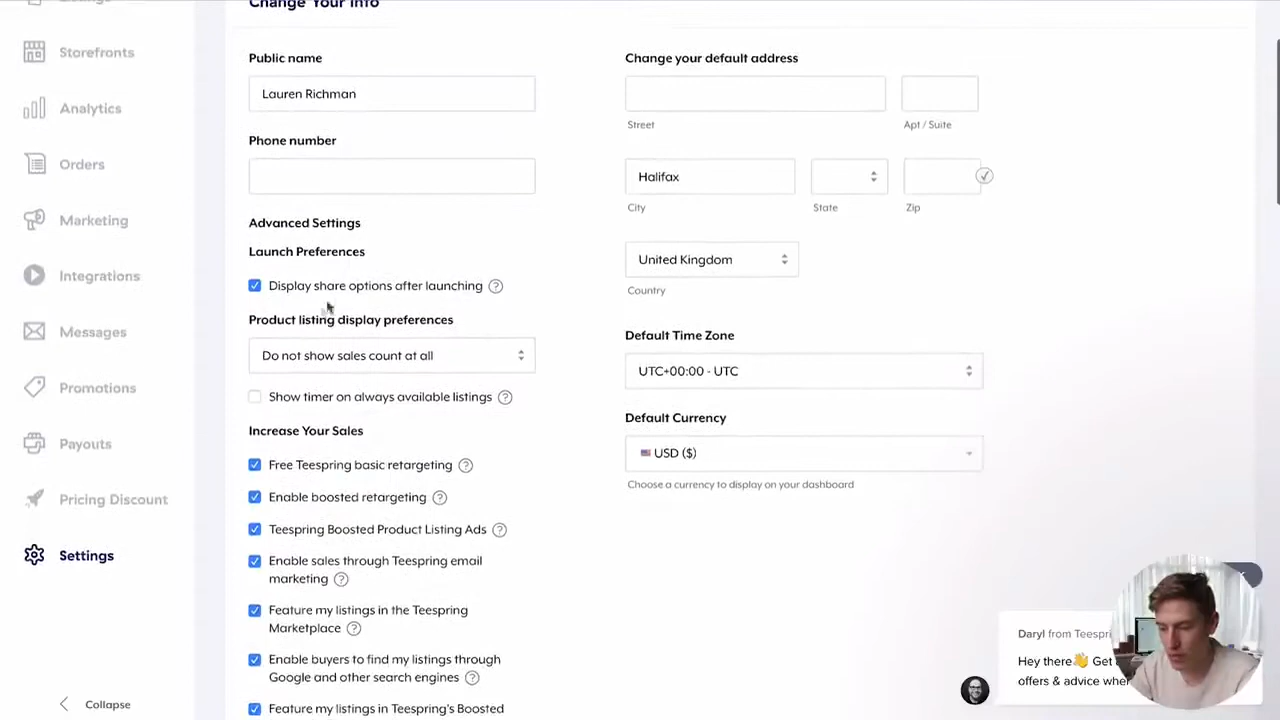 Change Your Info
Storefronts
Analytics
Orders
Marketing
Integrations
Messages
Promotions
Payouts
Pricing Discount
Settings
Collapse
Public name
Lauren Richman
Phone number
Advanced Settings
Launch Preferences
Display share options after launching ?
Product listing display preferences
Do not show sales count at all
Show timer on always available listings ?
Increase Your Sales
Free Teespring basic retargeting ?
Enable boosted retargeting ?
Teespring Boosted Product Listing Ads ?
Enable sales through Teespring email
marketing ?
Feature my listings in the Teespring
Marketplace ?
Enable buyers to find my listings through
Google and other search engines ?
Feature my listings in Teespring's Boosted
Change your default address
Street
Apt / Suite
Halifax
City
State
Zip
United Kingdom
Country
Default Time Zone
UTC+00:00 - UTC
Default Currency
USD ($)
Choose a currency to display on your dashboard
Daryl from Teespri
Hey there👋 Get
offers & advice wher